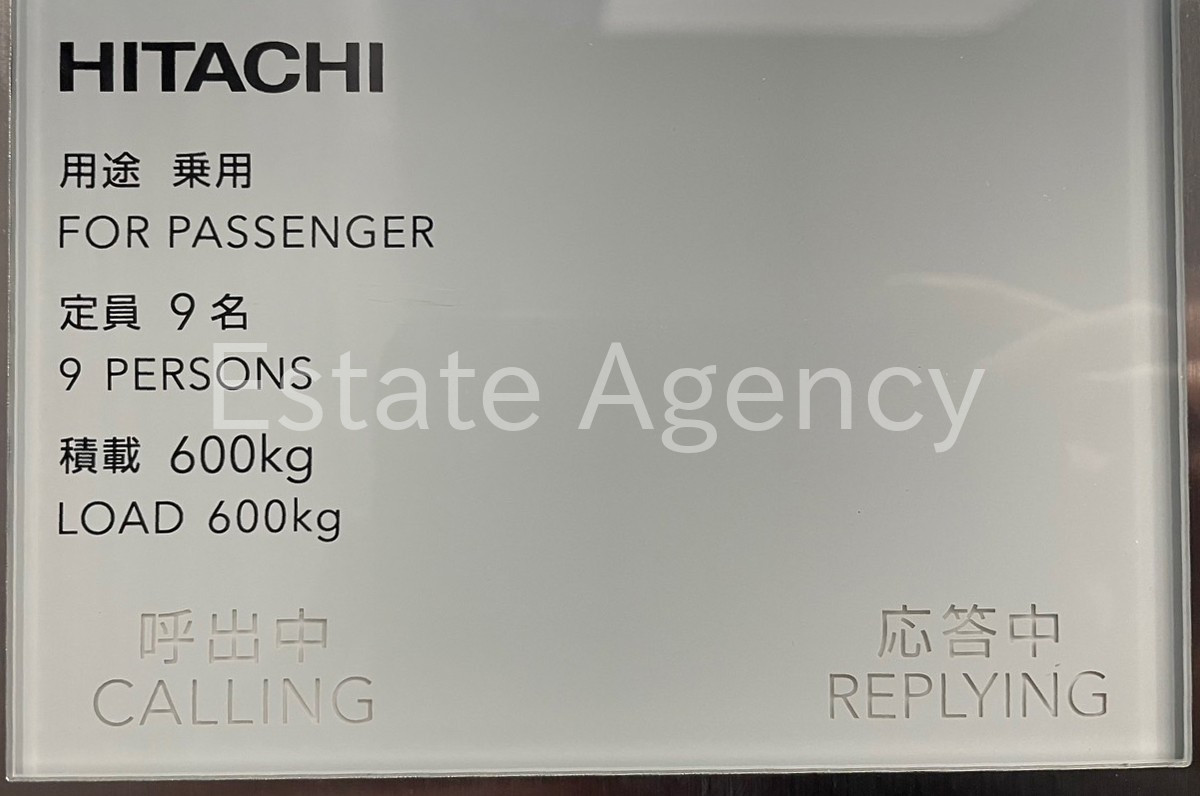 HITACHI
用途 乗用
FOR PASSENGER
定員 9名
9 PERSONS
Estate Agency
積載 600kg
LOAD 600kg
呼出中 応答中
CALLING REPLYING